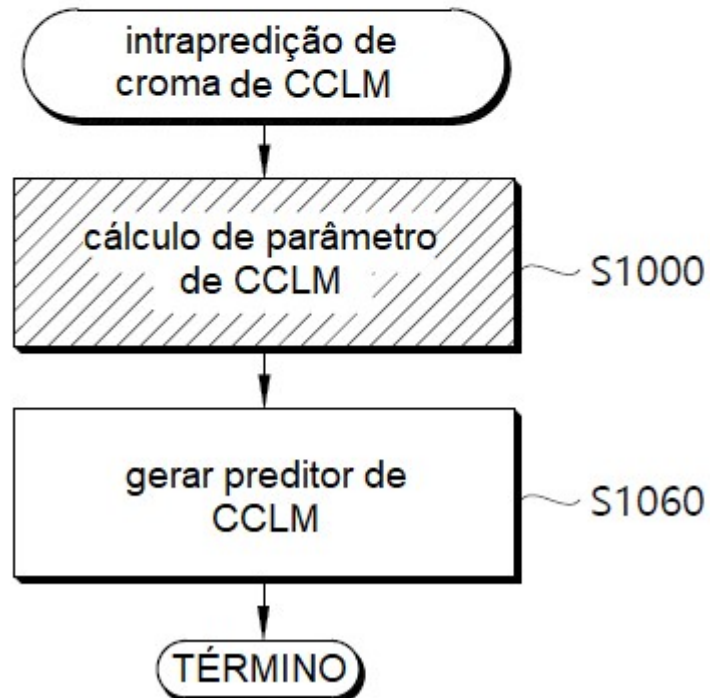 intrapredição de
croma de CCLM
cálculo de parâmetro
de CCLM
S1000
gerar preditor de
CCLM
S1060
TÉRMINO